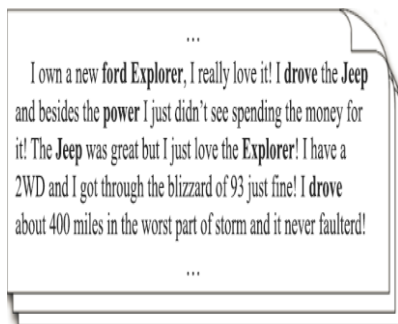 ...
I own a new ford Explorer, I really love it! I drove the Jeep
and besides the power I just didn't see spending the money for
it! The Jeep was great but I just love the Explorer! I have a
2WD and I got through the blizzard of 93 just fine! I drove
about 400 miles in the worst part of storm and it never faulterd!
...